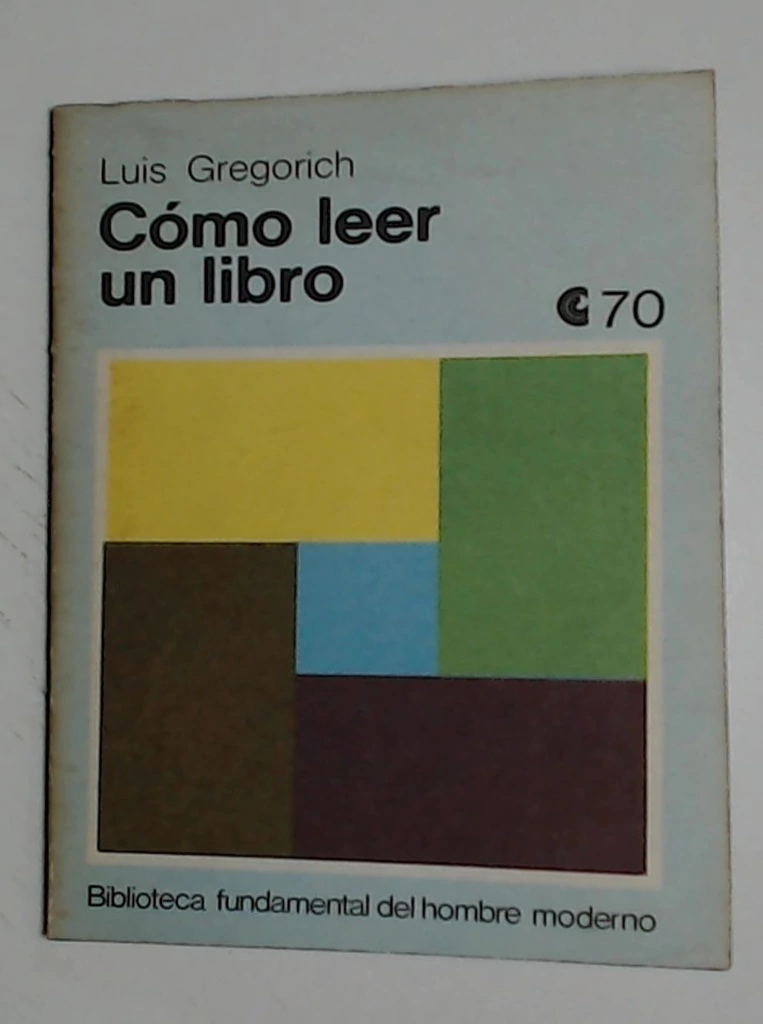 Luis Gregorich
Cómo leer
un libro
70
Biblioteca fundamental del hombre moderno